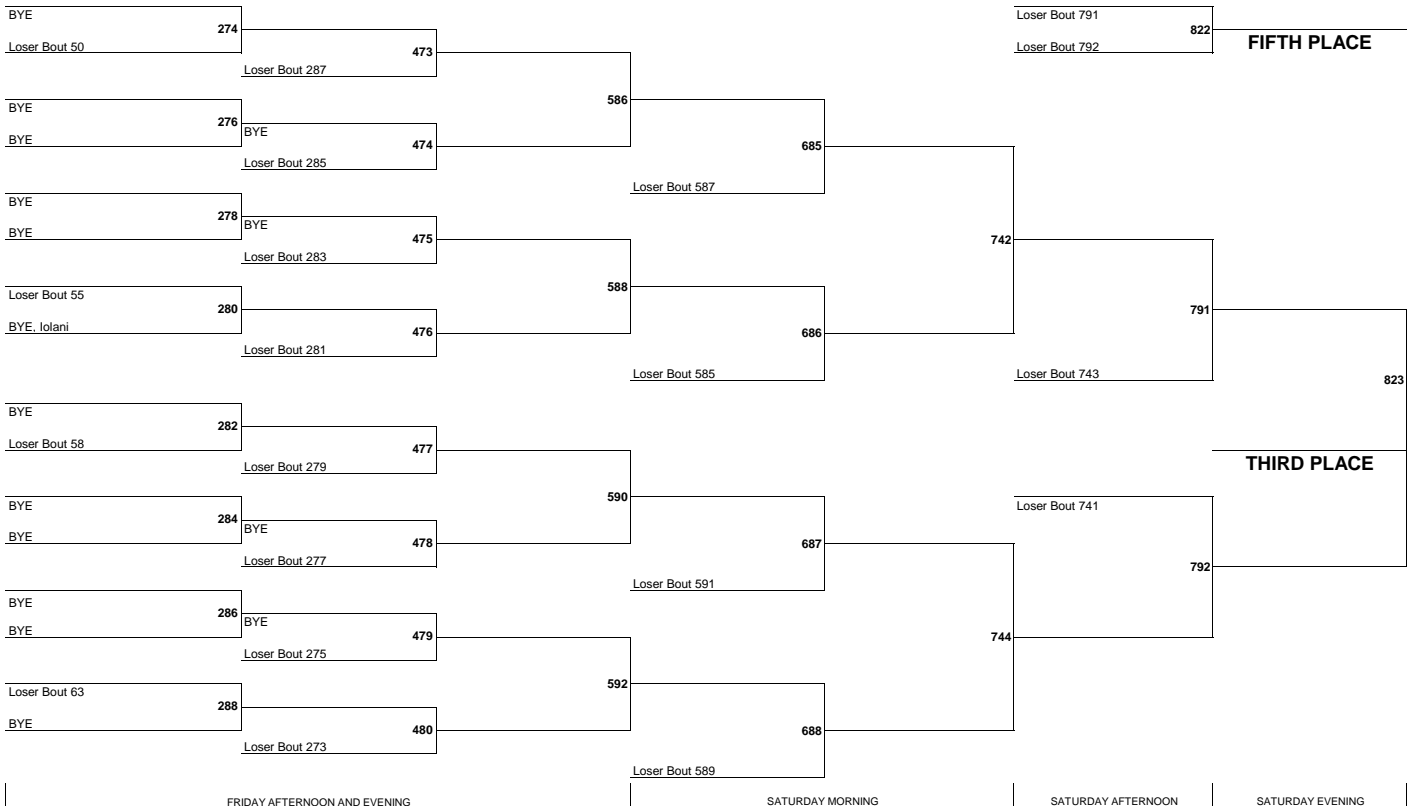 BYE
274
Loser Bout 50
473
Loser Bout 287
586
BYE
276
BYE
BYE
474
Loser Bout 285
685
Loser Bout 587
BYE
278
BYE
BYE
475
Loser Bout 283
742
588
Loser Bout 55
280
BYE, Iolani
476
Loser Bout 281
686
Loser Bout 585
791
Loser Bout 743
823
BYE
282
Loser Bout 58
477
Loser Bout 279
590
BYE
284
BYE
BYE
478
Loser Bout 277
687
Loser Bout 591
BYE
286
BYE
BYE
479
Loser Bout 275
744
592
Loser Bout 63
288
BYE
480
Loser Bout 273
688
Loser Bout 589
Loser Bout 791
822
Loser Bout 792
FIFTH PLACE
THIRD PLACE
Loser Bout 741
792
FRIDAY AFTERNOON AND EVENING
SATURDAY MORNING
SATURDAY AFTERNOON
SATURDAY EVENING